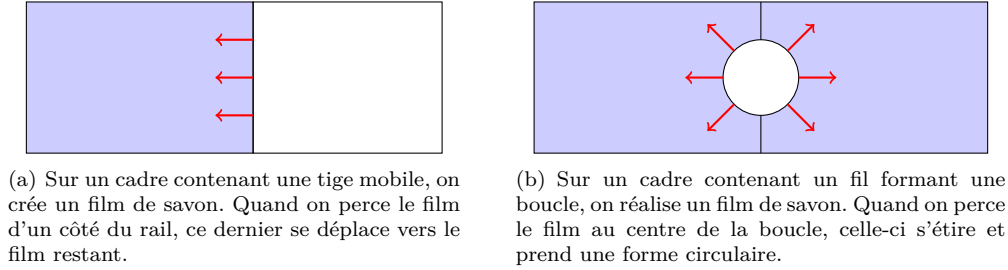 (a) Sur un cadre contenant une tige mobile, on
crée un film de savon. Quand on perce le film
d'un côté du rail, ce dernier se déplace vers le
film restant.
(b) Sur un cadre contenant un fil formant une
boucle, on réalise un film de savon. Quand on perce
le film au centre de la boucle, celle-ci s'étire et
prend une forme circulaire.